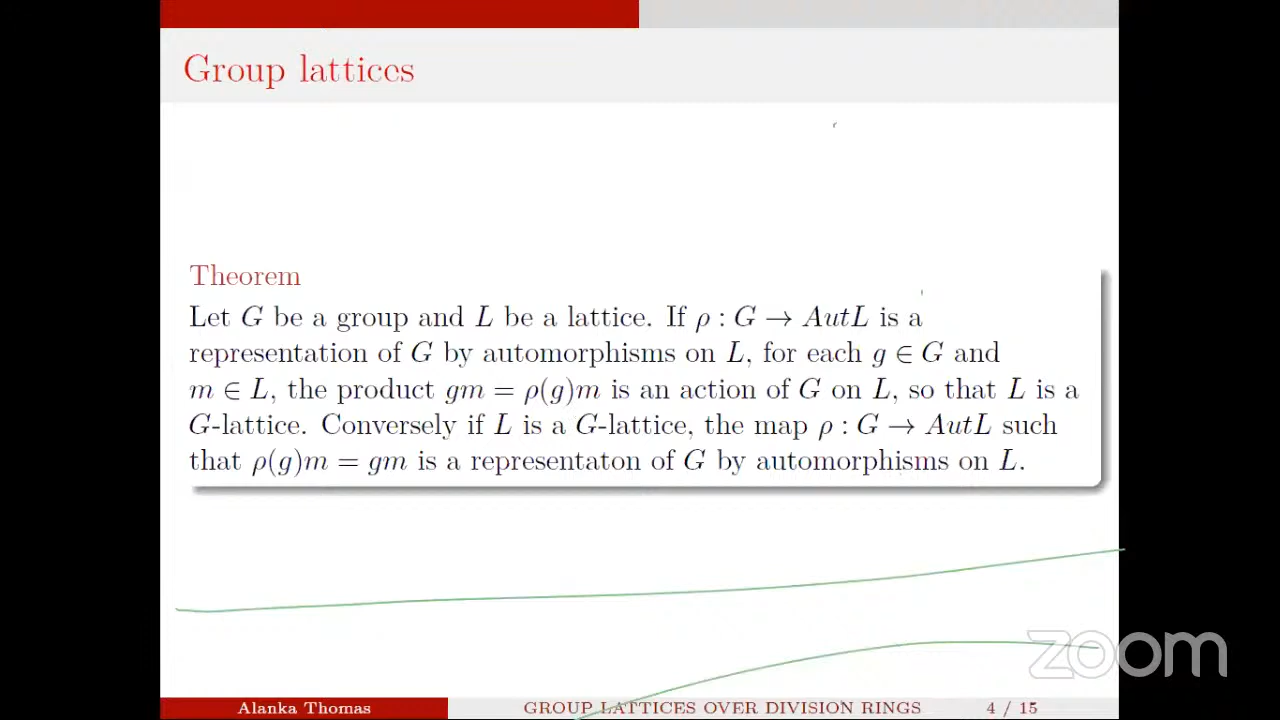 Group lattices
Theorem
Let G be a group and L be a lattice. If ρ : G → AutL is a
representation of G by automorphisms on L, for each g ∈ G and
m ∈ L, the product gm = ρ(g)m is an action of G on L, so that L is a
G-lattice. Conversely if L is a G-lattice, the map ρ : G → AutL such
that ρ(g)m = gm is a representaton of G by automorphisms on L.
zoom
Alanka Thomas GROUP LATTICES OVER DIVISION RINGS 4 / 15